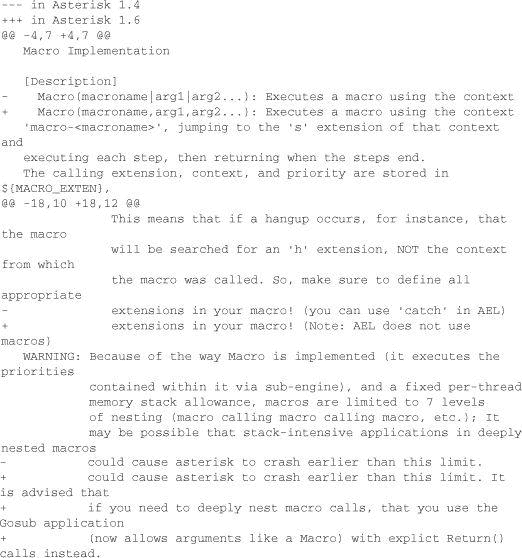 --- in Asterisk 1.4
+++ in Asterisk 1.6
@@ -4,7 +4,7 @@
Macro Implementation
[Description]
- Macro(macroname|arg1|arg2...): Executes a macro using the context
+ Macro(macroname,arg1,arg2...): Executes a macro using the context
'macro-<macroname>', jumping to the 's' extension of that context
and
executing each step, then returning when the steps end.
The calling extension, context, and priority are stored in
${MACRO_EXTEN},
@@ -18,10 +18,12 @@
This means that if a hangup occurs, for instance, that
the macro
will be searched for an 'h' extension, NOT the context
from which
the macro was called. So, make sure to define all
appropriate
- extensions in your macro! (you can use 'catch' in AEL)
+ extensions in your macro! (Note: AEL does not use
macros)
WARNING: Because of the way Macro is implemented (it executes the
priorities
contained within it via sub-engine), and a fixed per-thread
memory stack allowance, macros are limited to 7 levels
of nesting (macro calling macro calling macro, etc.); It
may be possible that stack-intensive applications in deeply
nested macros
- could cause asterisk to crash earlier than this limit.
+ could cause asterisk to crash earlier than this limit. It
is advised that
+ if you need to deeply nest macro calls, that you use the
Gosub application
+ (now allows arguments like a Macro) with explict Return()
calls instead.